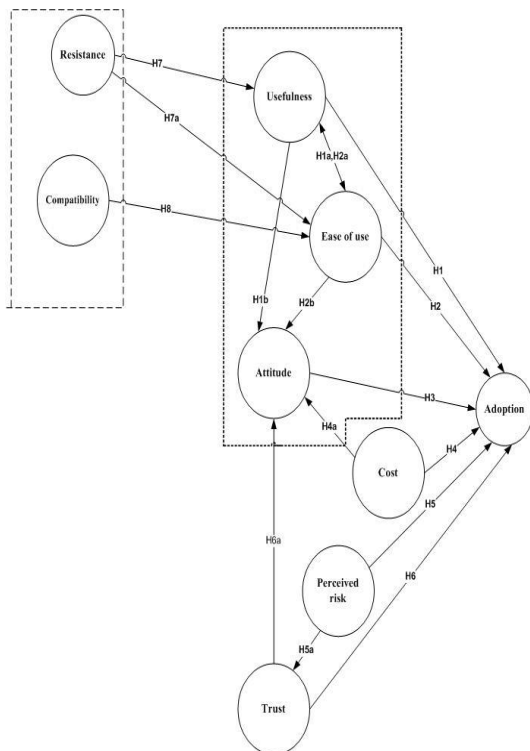 Resistance
H7
Usefulness
H7a
H1a,H2a
Compatibility
H8
Ease of use
H1
H1b
H2b
H2
Attitude
H3
Adoption
H4a
H4
Cost
H5
H6a
Perceived
risk
H6
H5a
Trust